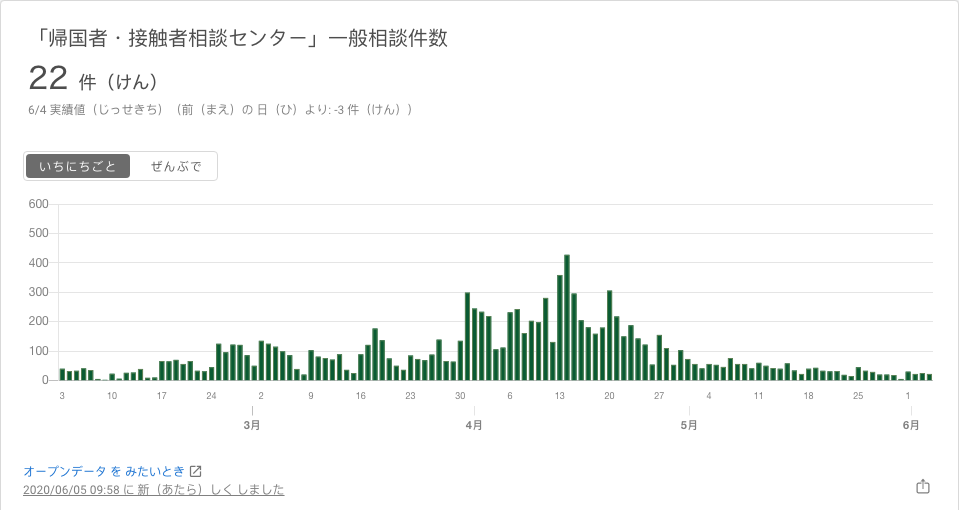 「帰国者・接触者相談センター」一般相談件数
22 件（けん）
6/4 実績値（じっせきち）（前（まえ）の 日（ひ）より: -3 件（けん））
いちにちごと ぜんぶで
600
500
400
300
200
100
0
3 10 17 24 2 9 16 23 30 6 13 20 27 4 11 18 25 1
3月 4月 5月 6月
オープンデータ を みたいとき
2020/06/05 09:58 に 新（あたら）しく しました